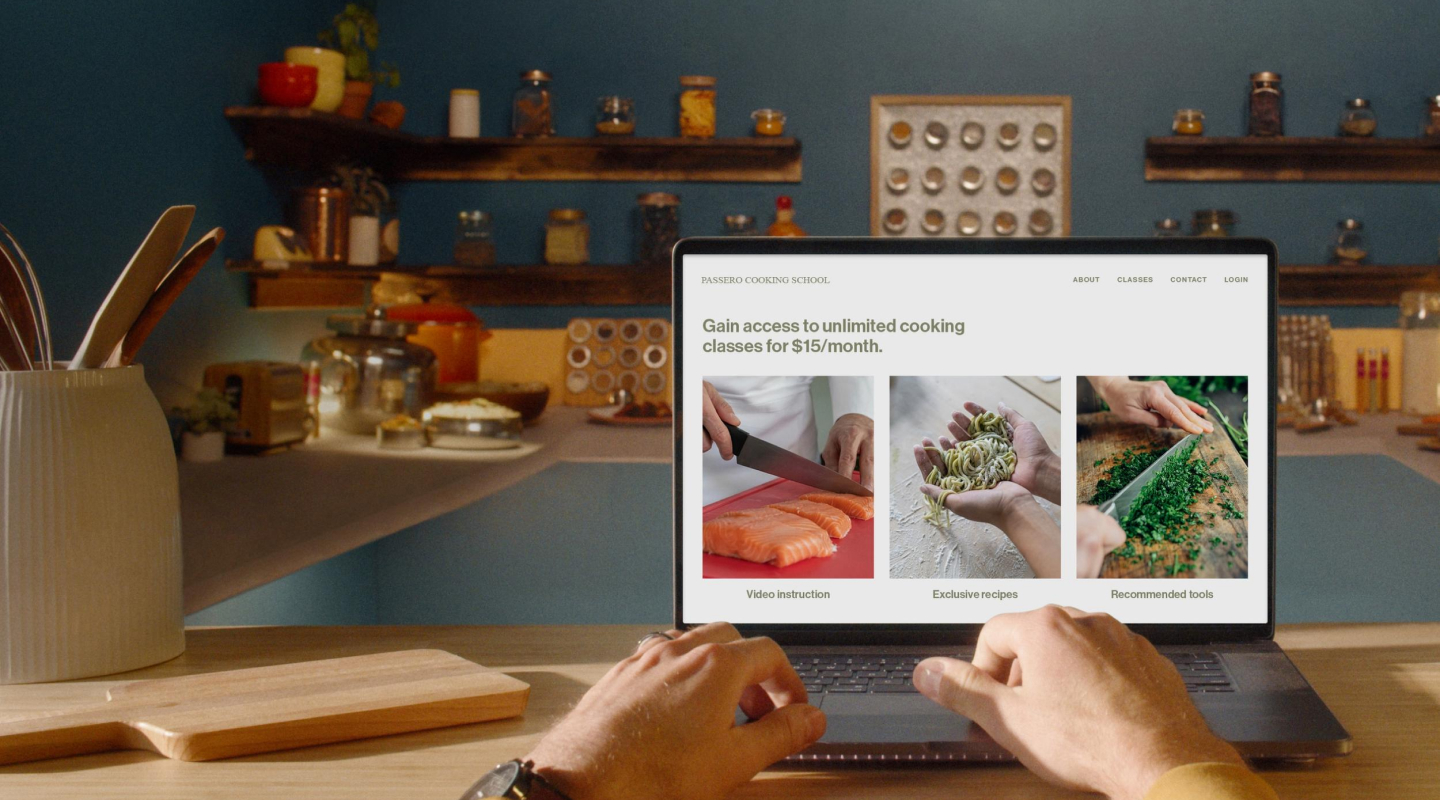 PASSERO COOKING SCHOOL
ABOUT CLASSES CONTACT LOGIN
Gain access to unlimited cooking
classes for $15/month.
Video instruction
Exclusive recipes
Recommended tools